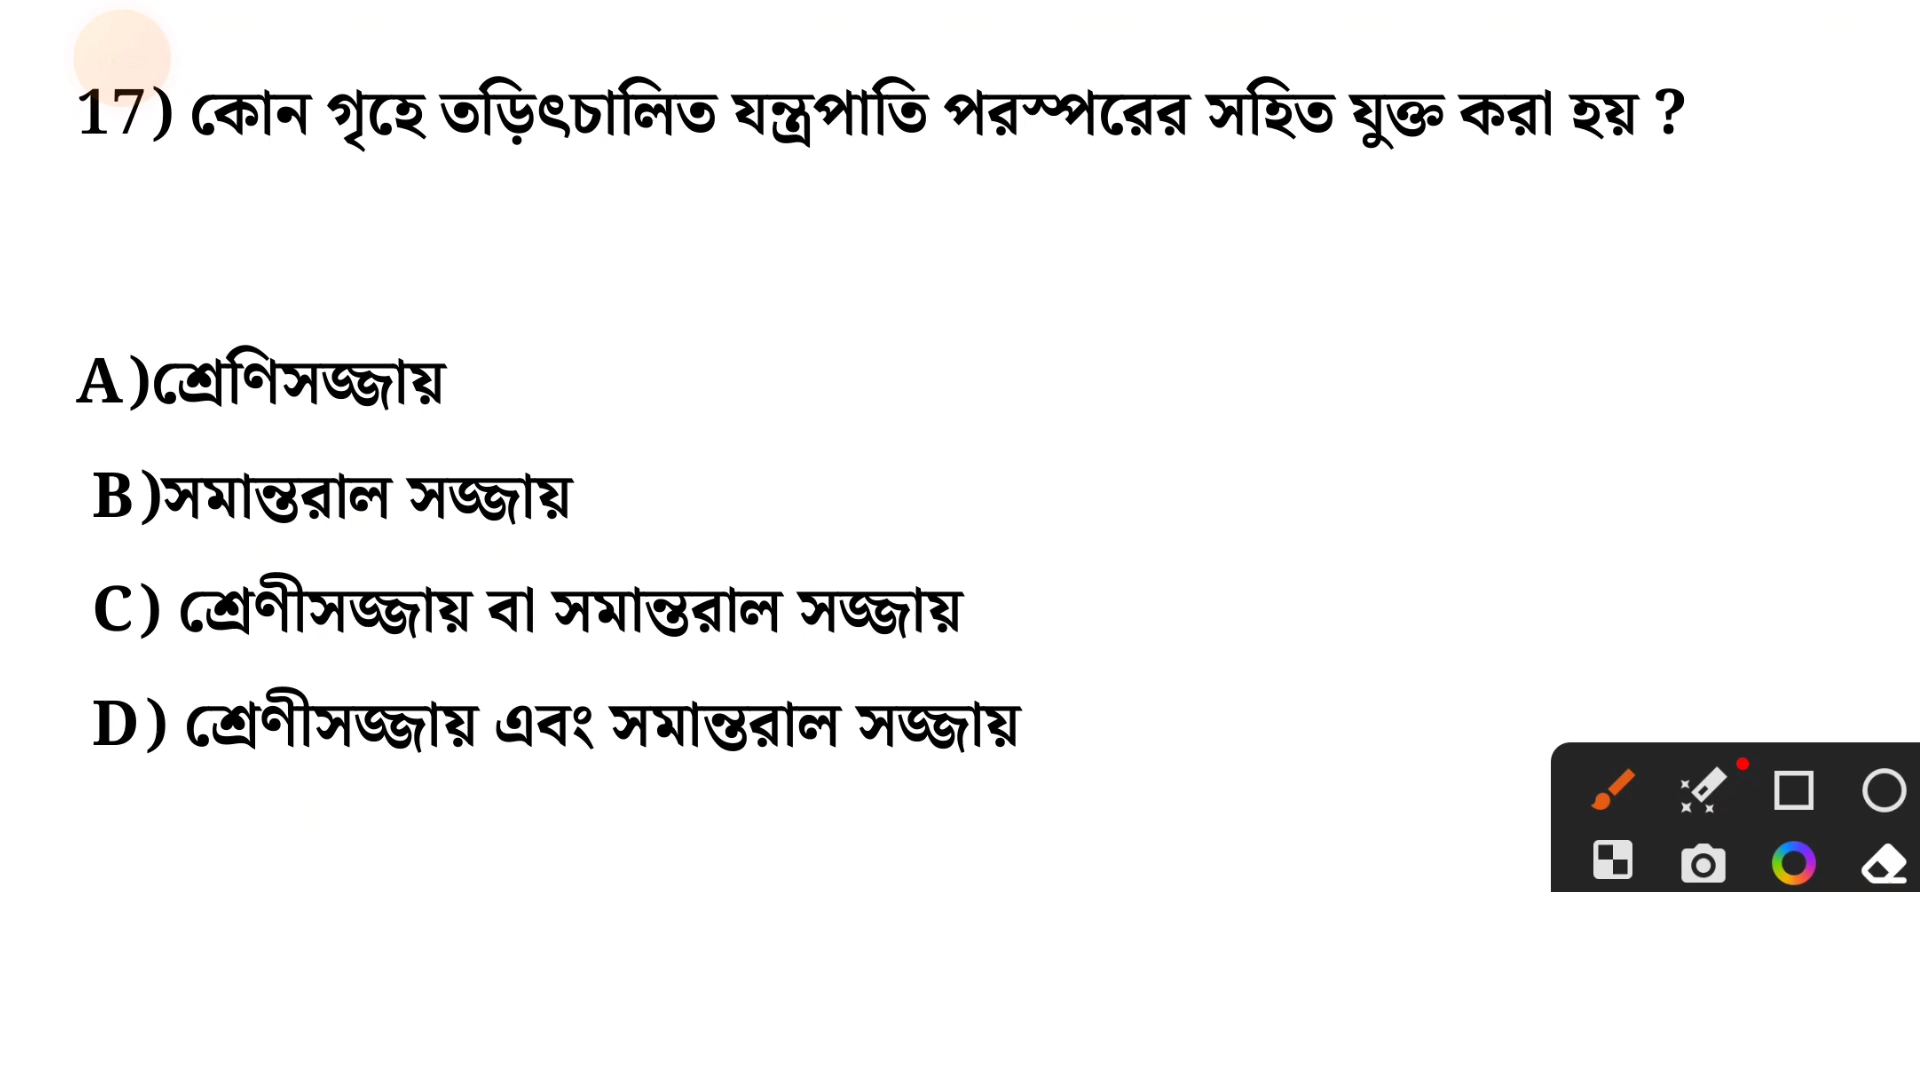 17) কোন গৃহে তড়িৎচালিত যন্ত্রপাতি পরস্পরের সহিত যুক্ত করা হয় ?
A)শ্রেণিসজ্জায়
B)সমান্তরাল সজ্জায়
C) শ্রেণীসজ্জায় বা সমান্তরাল সজ্জায়
D) শ্রেণীসজ্জায় এবং সমান্তরাল সজ্জায়